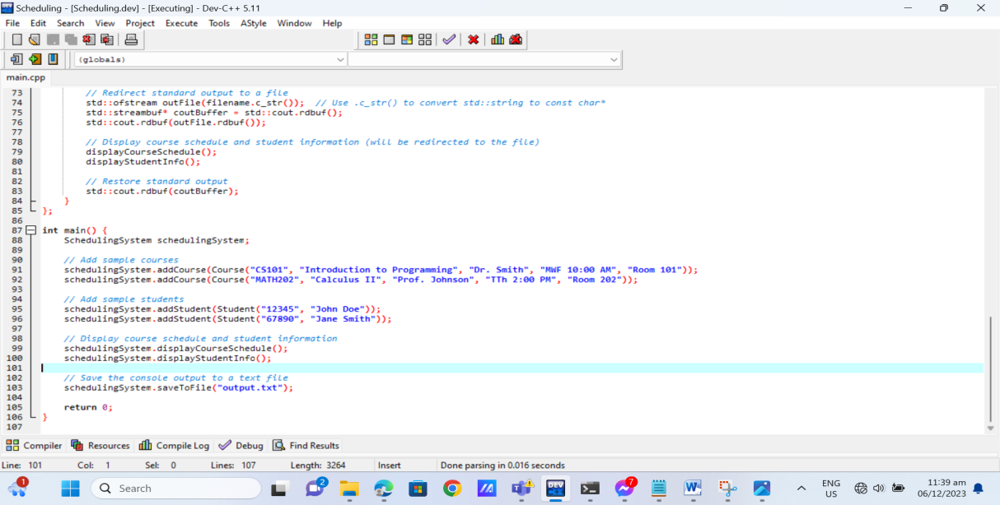 Scheduling - [Scheduling.dev] - [Executing] - Dev-C++ 5.11
File Edit Search View Project Execute Tools AStyle Window Help
(globals)
main.cpp
73 // Redirect standard output to a file
74 std::ofstream outFile(filename.c_str()); // Use .c_str() to convert std::string to const char*
75 std::streambuf* coutBuffer = std::cout.rdbuf();
76 std::cout.rdbuf(outFile.rdbuf());
77
78 // Display course schedule and student information (will be redirected to the file)
79 displayCourseSchedule();
80 displayStudentInfo();
81
82 // Restore standard output
83 std::cout.rdbuf(coutBuffer);
84 }
85 };
86
87 int main() {
88 SchedulingSystem schedulingSystem;
89
90 // Add sample courses
91 schedulingSystem.addCourse(Course("CS101", "Introduction to Programming", "Dr. Smith", "MWF 10:00 AM", "Room 101"));
92 schedulingSystem.addCourse(Course("MATH202", "Calculus II", "Prof. Johnson", "TTh 2:00 PM", "Room 202"));
93
94 // Add sample students
95 schedulingSystem.addStudent(Student("12345", "John Doe"));
96 schedulingSystem.addStudent(Student("67890", "Jane Smith"));
97
98 // Display course schedule and student information
99 schedulingSystem.displayCourseSchedule();
100 schedulingSystem.displayStudentInfo();
101
102 // Save the console output to a text file
103 schedulingSystem.saveToFile("output.txt");
104
105 return 0;
106 }
107
Compiler Resources Compile Log Debug Find Results
Line: 101 Col: 1 Sel: 0 Lines: 107 Length: 3264 Insert Done parsing in 0.016 seconds
1 Search 2 DEV 7 W ENG US 11:39 am 06/12/2023